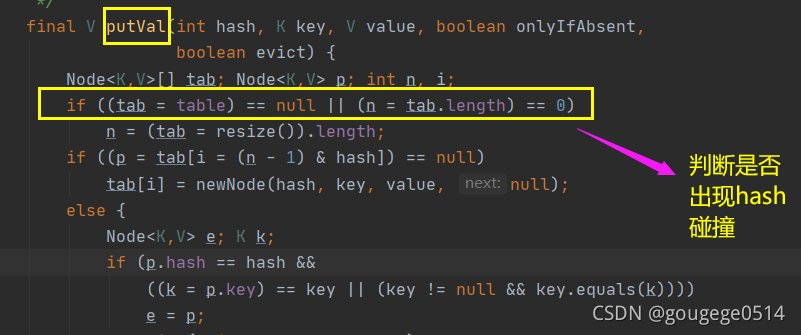 */
final V putVal(int hash, K key, V value, boolean onlyIfAbsent,
boolean evict) {
Node<K,V>[] tab; Node<K,V> p; int n, i;
if ((tab = table) == null || (n = tab.length) == 0)
n = (tab = resize()).length;
if ((p = tab[i = (n - 1) & hash]) == null)
tab[i] = newNode(hash, key, value, next: null);
else {
Node<K,V> e; K k;
if (p.hash == hash &&
((k = p.key) == key || (key != null && key.equals(k))))
e = p;
判断是否
出现hash
碰撞
CSDN @gougege0514